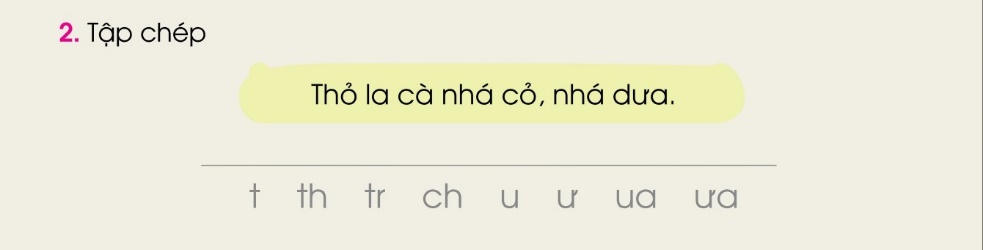 2. Tập chép
Thỏ la cà nhá cỏ, nhá dưa.
t th tr ch u ư ua ưa